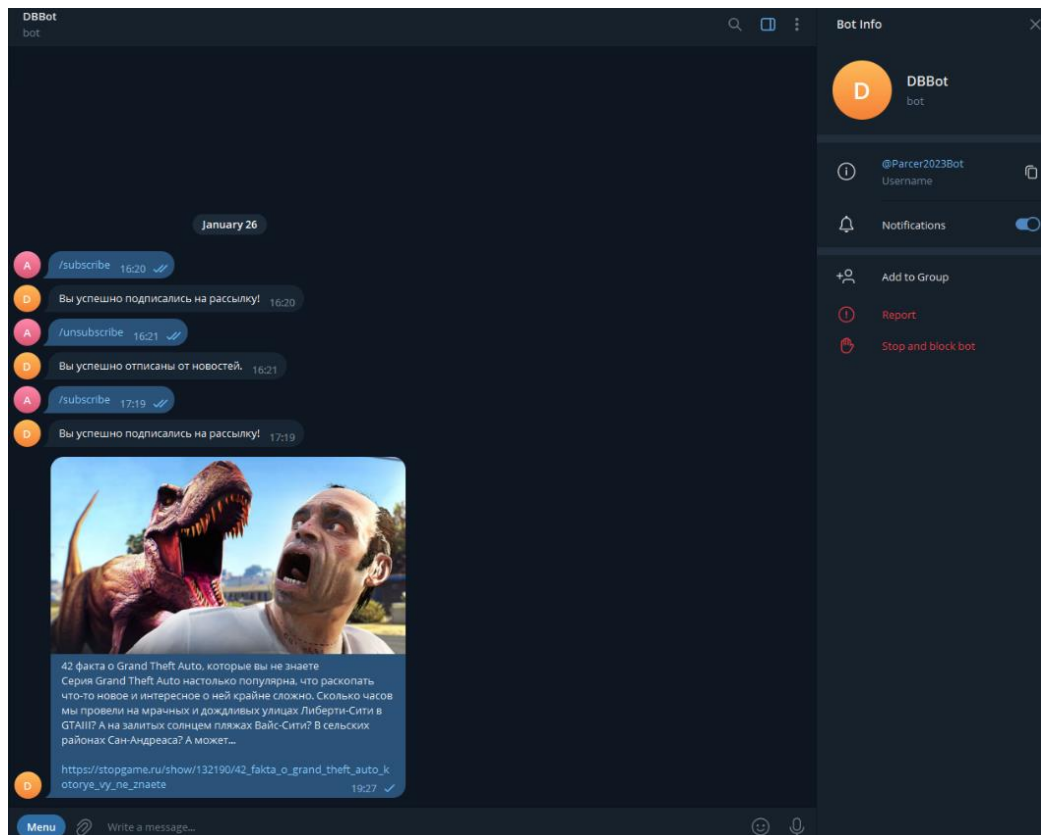 DBBot
bot
January 26
A
/subscribe 16:20
D
Вы успешно подписались на рассылку! 16:20
A
/unsubscribe 16:21
D
Вы успешно отписаны от новостей. 16:21
A
/subscribe 17:19
D
Вы успешно подписались на рассылку! 17:19
42 факта о Grand Theft Auto, которые вы не знаете
Серия Grand Theft Auto настолько популярна, что раскопать
что-то новое и интересное о ней крайне сложно. Сколько часов
мы провели на мрачных и дождливых улицах Либерти-Сити в
GTAIII? А на залитых солнцем пляжах Вайс-Сити? В сельских
районах Сан-Андреаса? А может...
https://stopgame.ru/show/132190/42_fakta_o_grand_theft_auto_k
otorye_vy_ne_znaete
19:27
D
Menu
Write a message...
Bot Info
D
DBBot
bot
@Parcer2023Bot
Username
Notifications
Add to Group
Report
Stop and block bot